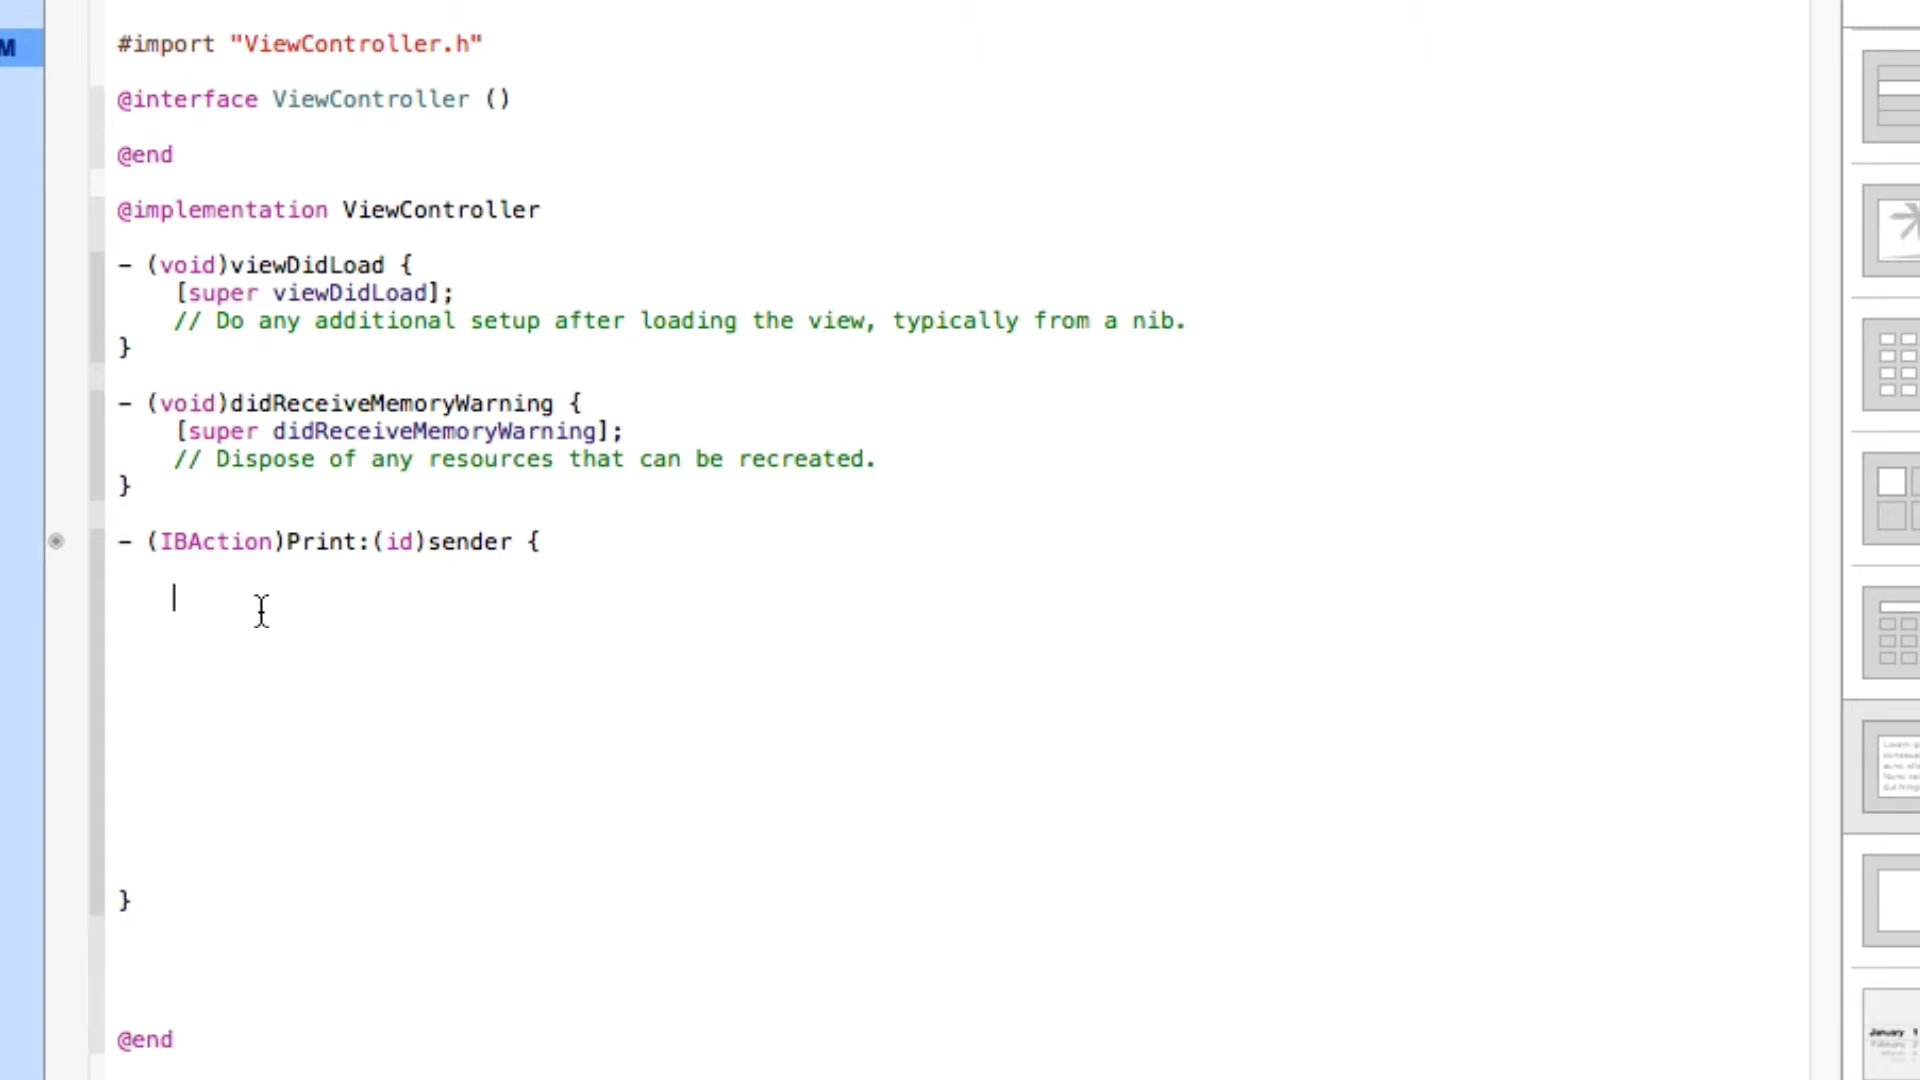 M
#import "ViewController.h"
@interface ViewController ()
@end
@implementation ViewController
- (void)viewDidLoad {
[super viewDidLoad];
// Do any additional setup after loading the view, typically from a nib.
}
- (void)didReceiveMemoryWarning {
[super didReceiveMemoryWarning];
// Dispose of any resources that can be recreated.
}
- (IBAction)Print:(id)sender {
}
@end
January 1